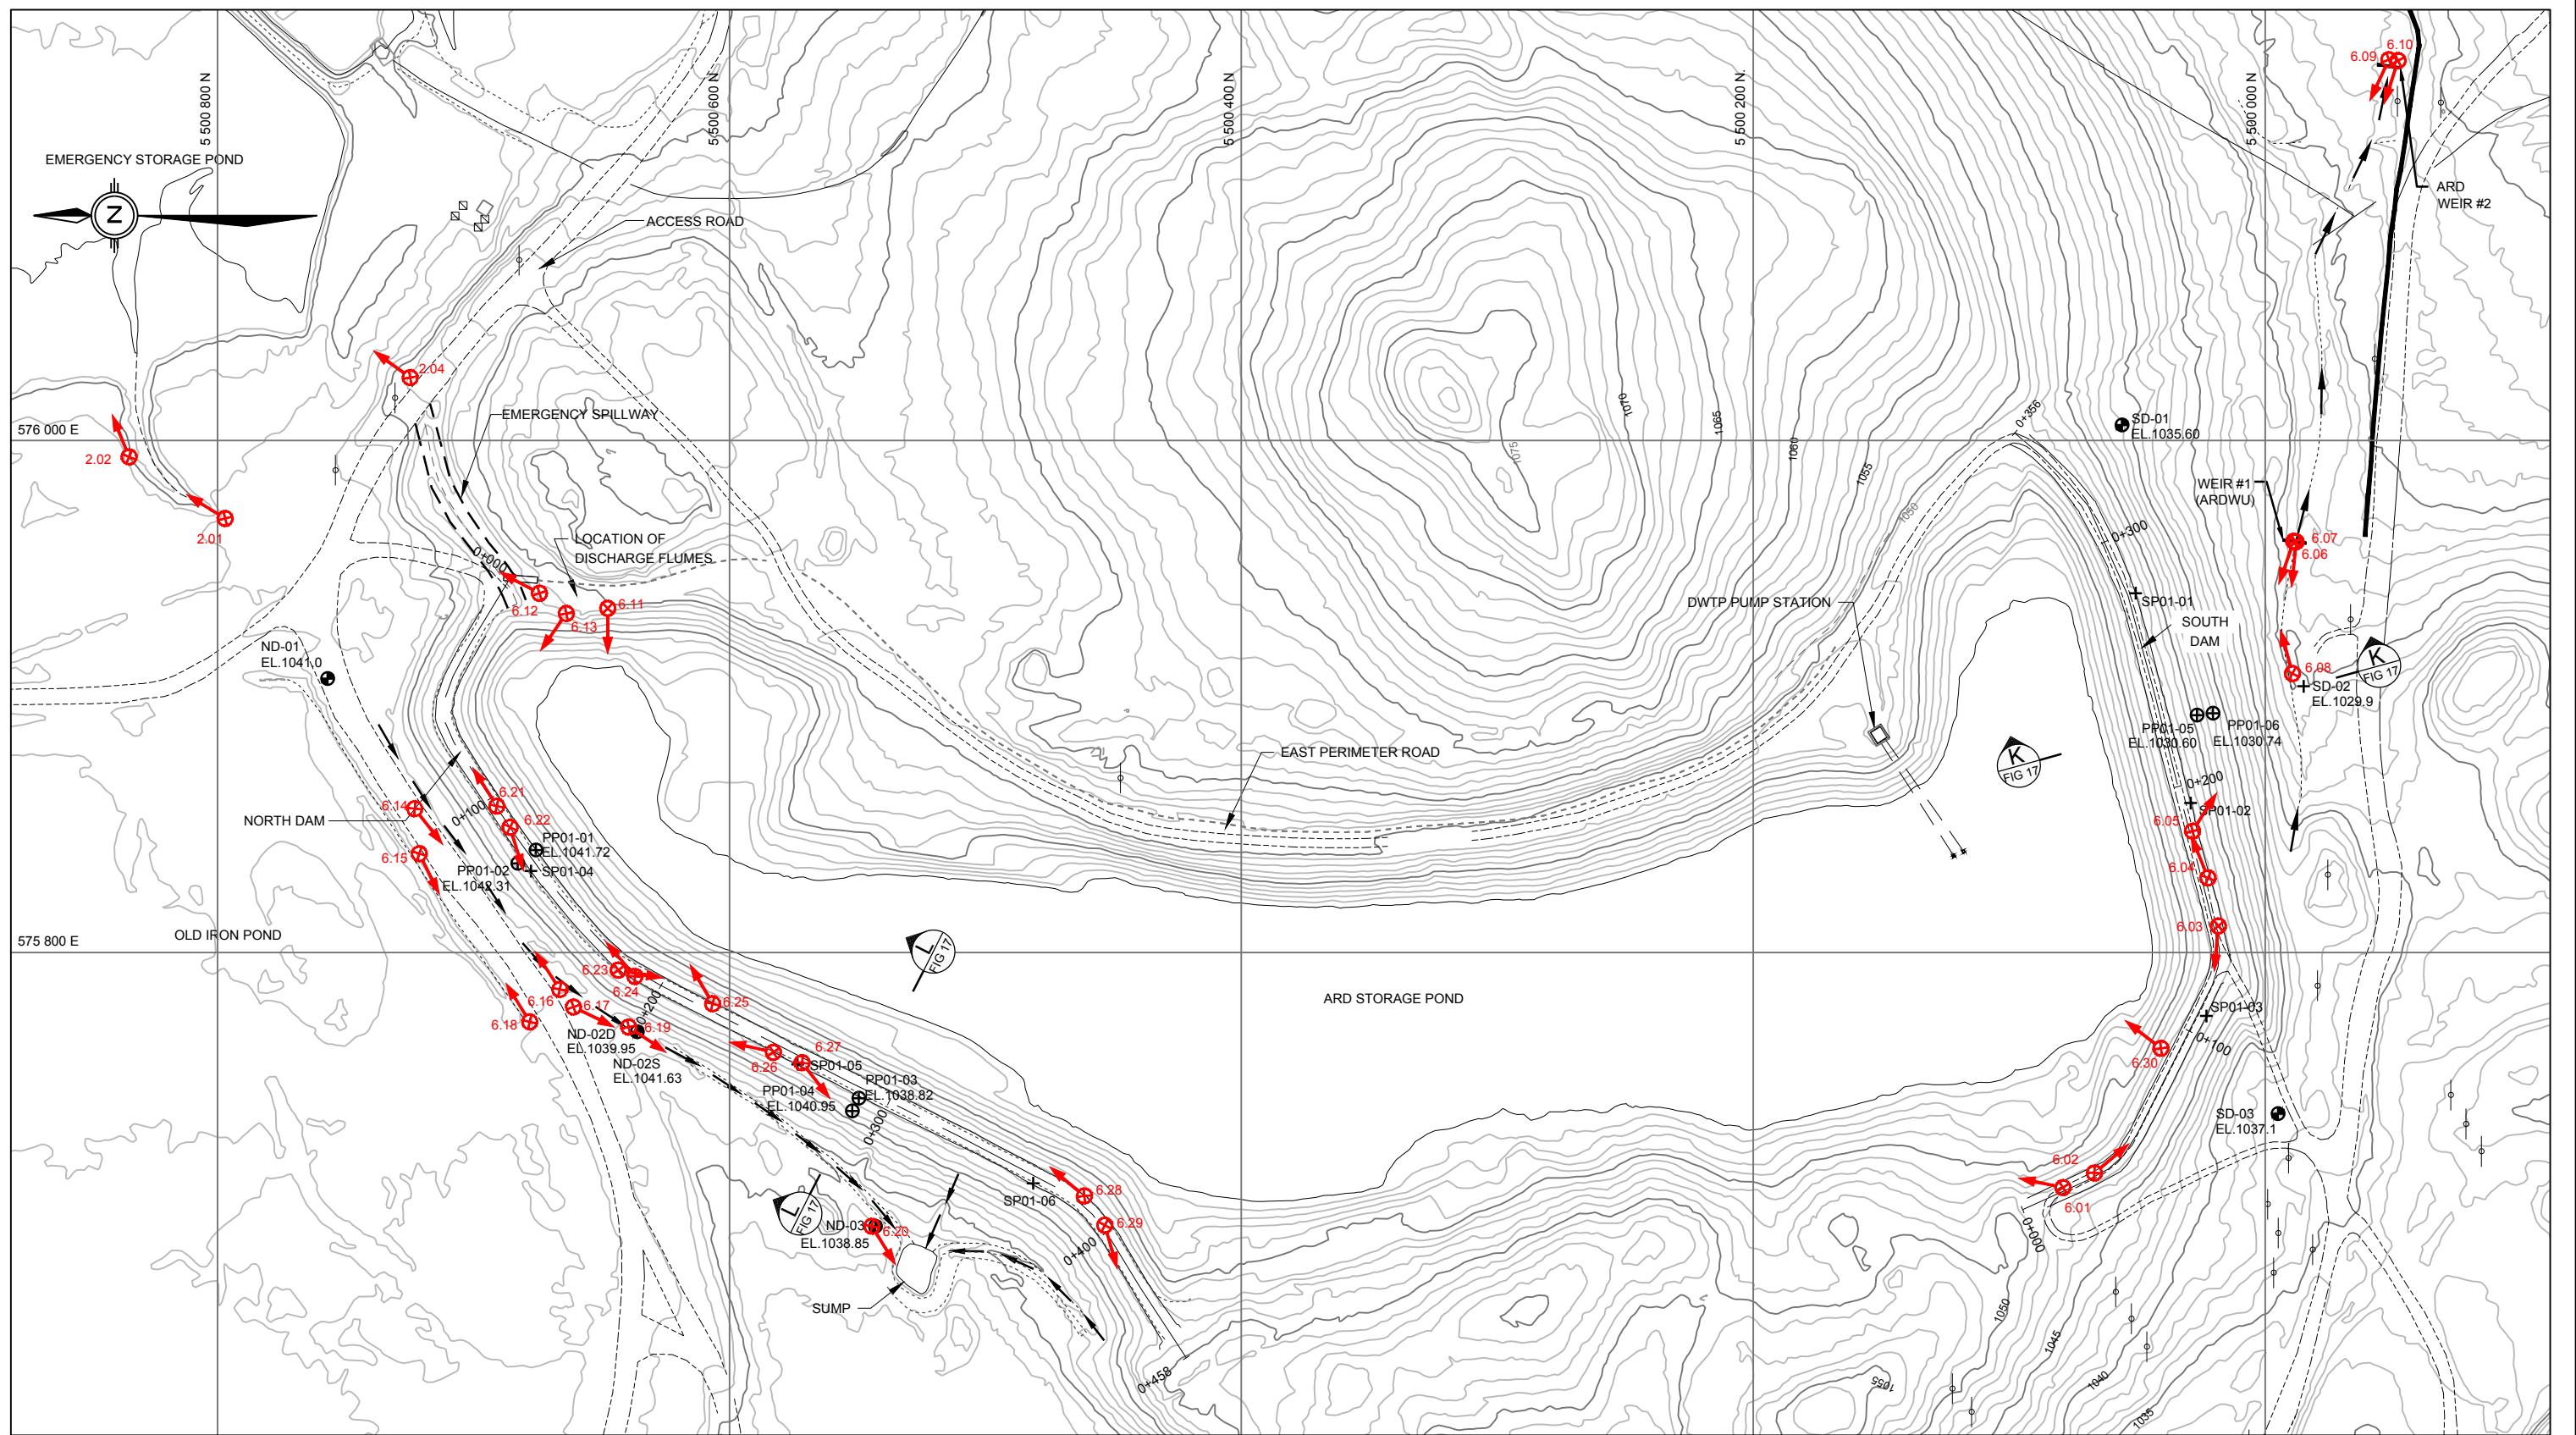 5 500 800 N
5 500 600 N
5 500 400 N
5 500 200 N.
5 500 000 N
6.09
6.10
EMERGENCY STORAGE POND
Z
ARD
WEIR #2
ACCESS ROAD
2.04
1070
1065
1060
1055
1050
1075
0+356
SD-01
EL.1035.60
EMERGENCY SPILLWAY
576 000 E
2.02
2.01
WEIR #1
(ARDWU)
LOCATION OF
DISCHARGE FLUMES
0+000
0+300
6.07
6.06
6.12
6.13
6.11
DWTP PUMP STATION
SP01-01
SOUTH
DAM
ND-01
EL.1041.0
K
FIG 17
6.08
SD-02
EL.1029.9
PP01-05
EL.1030.60
PP01-06
EL.1030.74
EAST PERIMETER ROAD
K
FIG 17
0+200
6.14
NORTH DAM
6.21
0+100
6.22
SP01-02
6.05
PP01-01
EL.1041.72
6.15
PP01-02
EL.1042.31
SP01-04
6.04
OLD IRON POND
575 800 E
6.03
L
FIG 17
6.23
6.24
6.25
6.16
6.17
0+200
ARD STORAGE POND
SP01-03
6.18
6.19
ND-02D
EL.1039.95
ND-02S
EL.1041.63
6.27
6.26
SP01-05
0+100
6.30
PP01-03
EL.1038.82
PP01-04
EL.1040.95
0+300
SD-03
EL.1037.1
6.02
6.01
6.28
SP01-06
6.29
L
FIG 17
ND-03
EL.1038.85
6.20
0+400
0+000
SUMP
1050
1045
1040
1035
1055
0+458